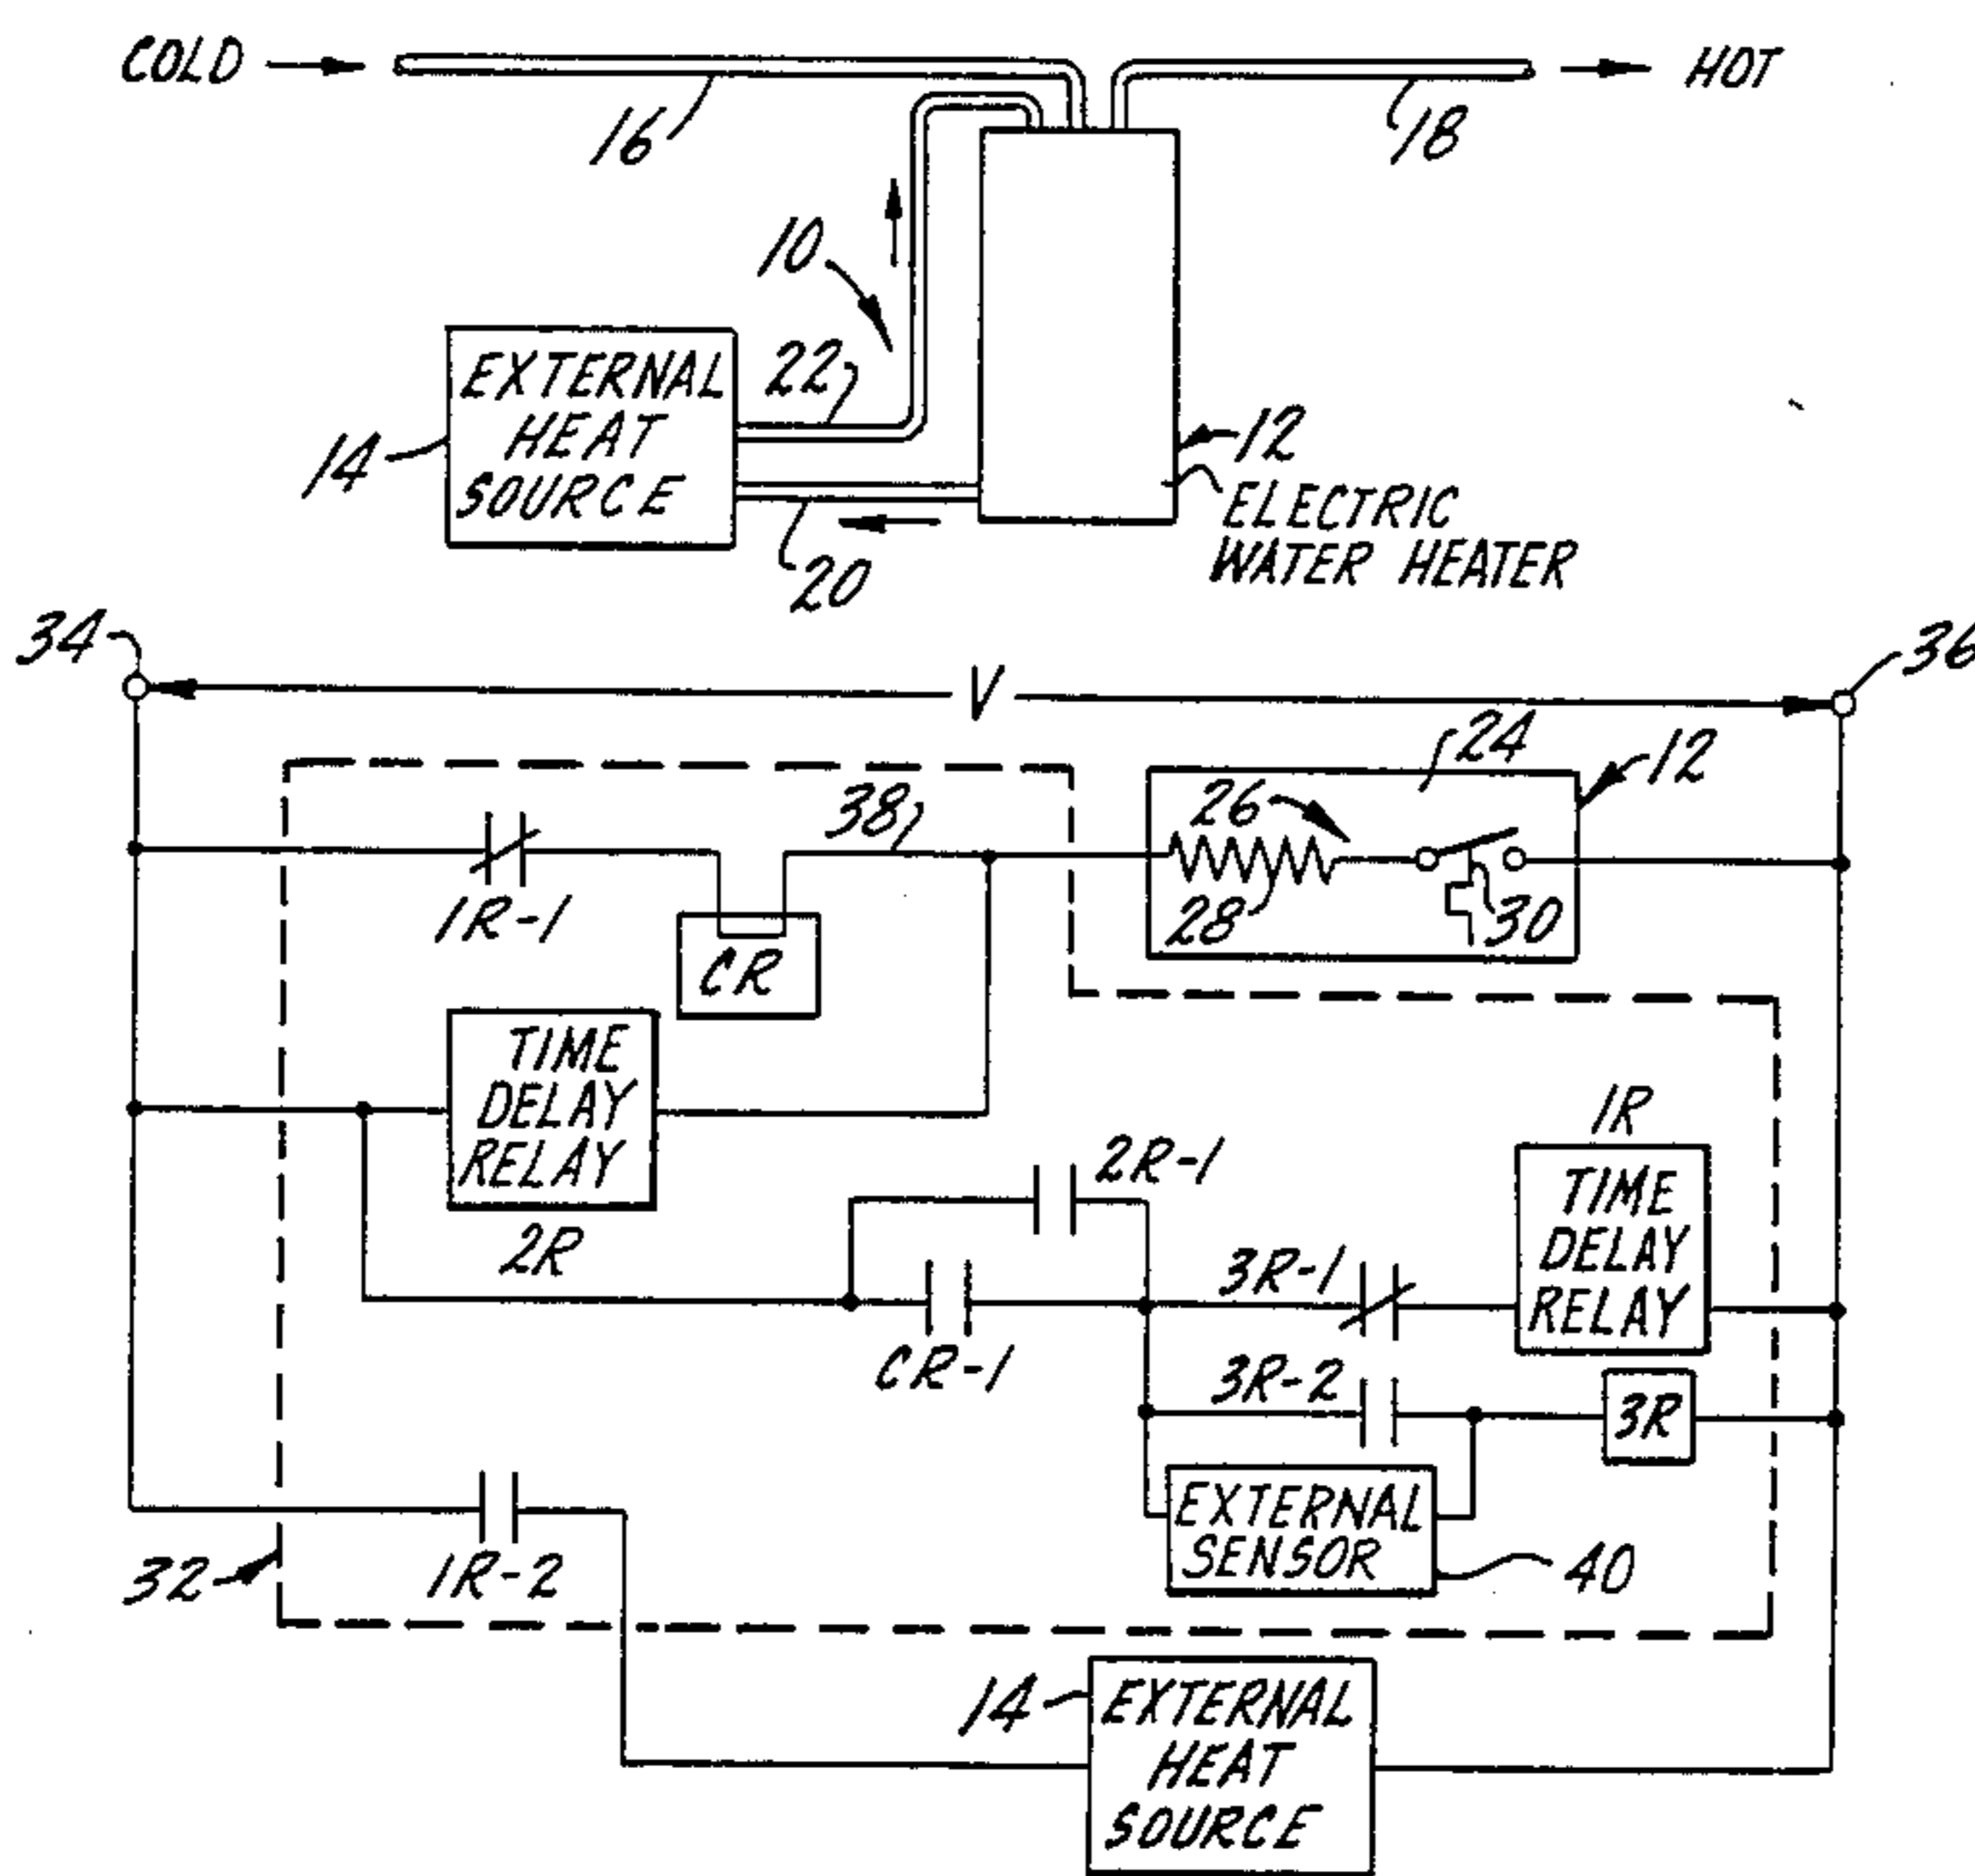 COLD
HOT
16
18
10
EXTERNAL
HEAT
SOURCE
22
14
12
ELECTRIC
WATER HEATER
20
34
V
36
24
12
38
26
1R-1
28
30
CR
TIME
DELAY
RELAY
2R
2R-1
1R
TIME
DELAY
RELAY
3R-1
CR-1
3R-2
3R
EXTERNAL
SENSOR
40
32
1R-2
14
EXTERNAL
HEAT
SOURCE